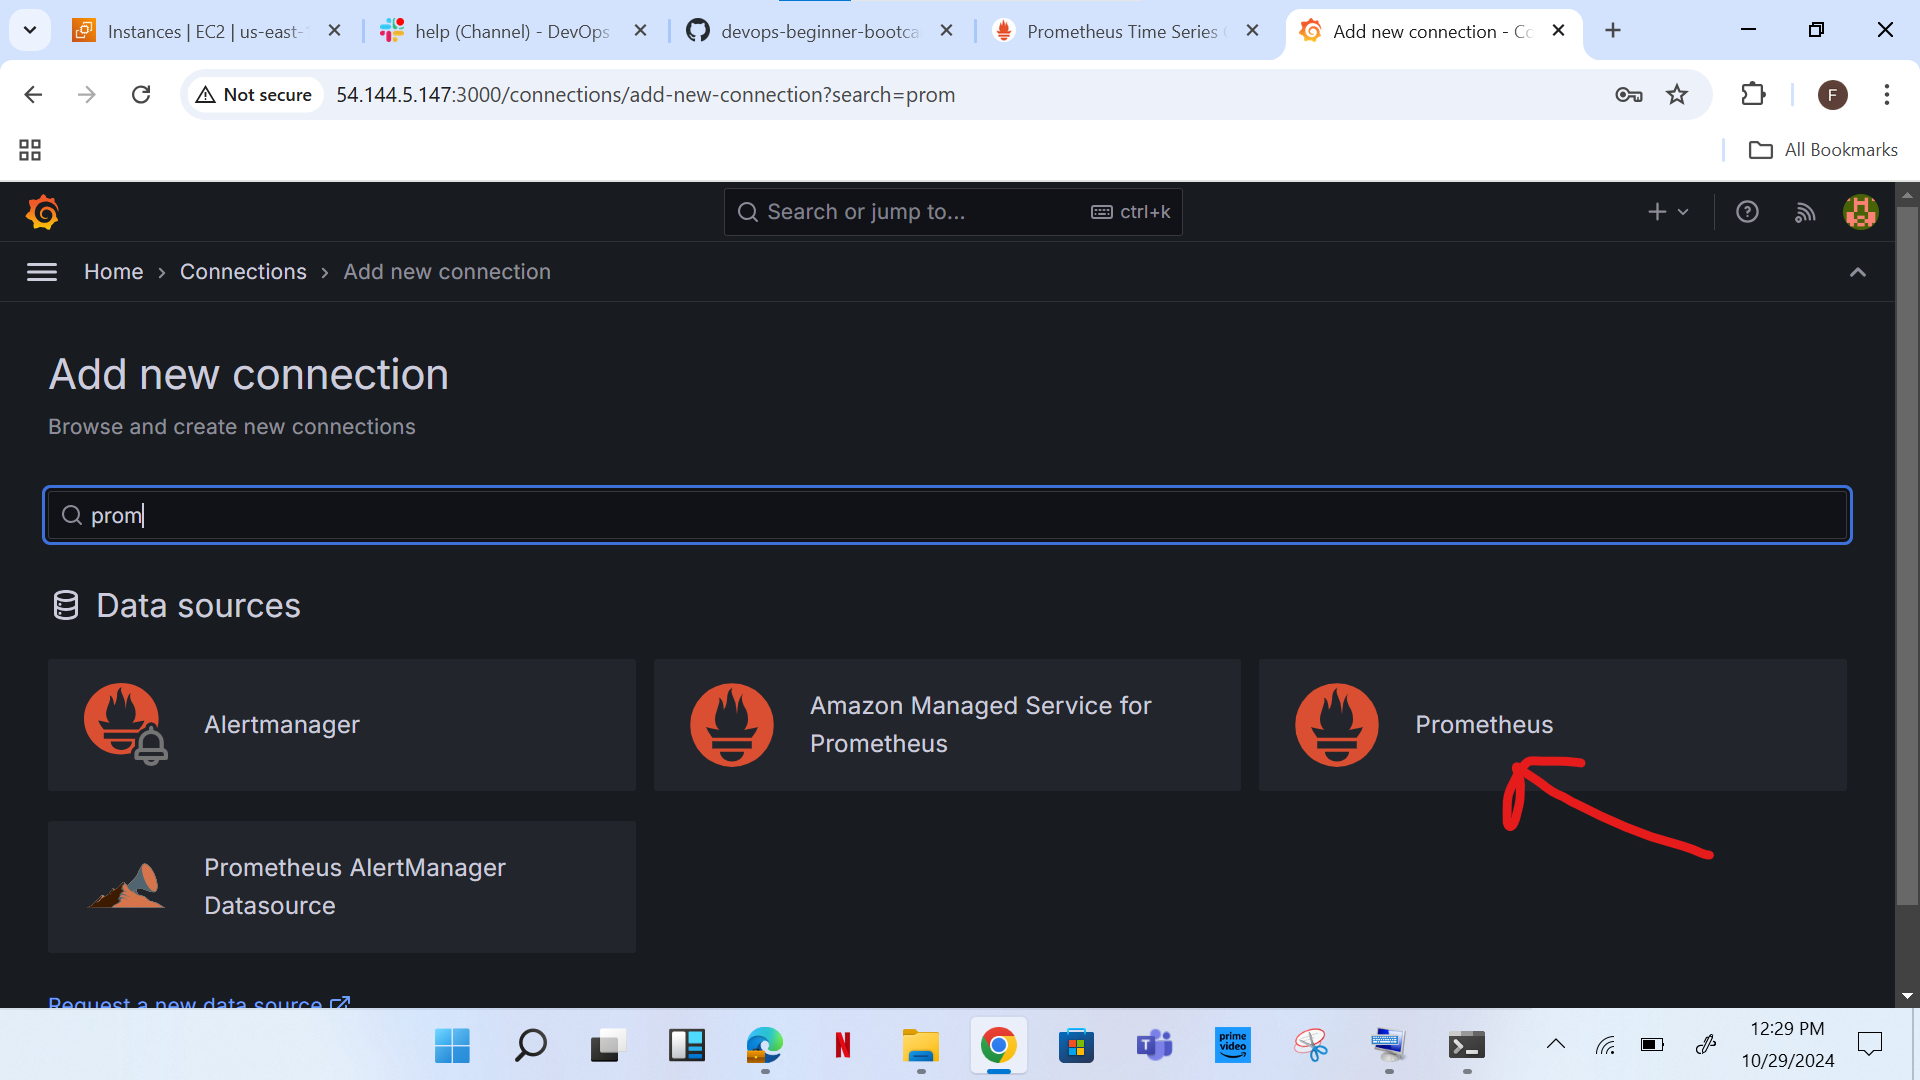 Instances | EC2 | us-east-1
help (Channel) - DevOps
devops-beginner-bootca
Prometheus Time Series
Add new connection - Co
Not secure
54.144.5.147:3000/connections/add-new-connection?search=prom
F
All Bookmarks
Search or jump to...
ctrl+k
Home › Connections › Add new connection
Add new connection
Browse and create new connections
prom
Data sources
Alertmanager
Amazon Managed Service for
Prometheus
Prometheus
Prometheus AlertManager
Datasource
Request a new data source
N
T
prime
video
12:29 PM
10/29/2024